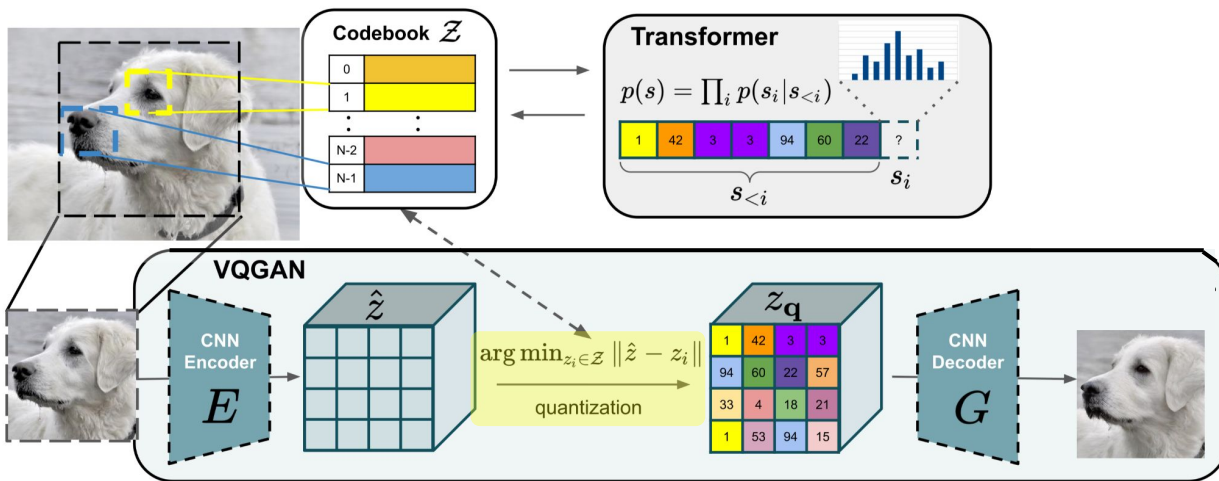 Codebook 𝒵
0
1
: :
N-2
N-1
Transformer
p(s) = ∏ᵢ p(sᵢ|s<ᵢ)
1 42 3 3 94 60 22 ?
s<ᵢ
sᵢ
VQGAN
CNN
Encoder
E
ẑ
arg min_{zᵢ∈𝒵} ‖ẑ − zᵢ‖
quantization
z_𝐪
1 42 3 3
94 60 22 57
33 4 18 21
1 53 94 15
CNN
Decoder
G